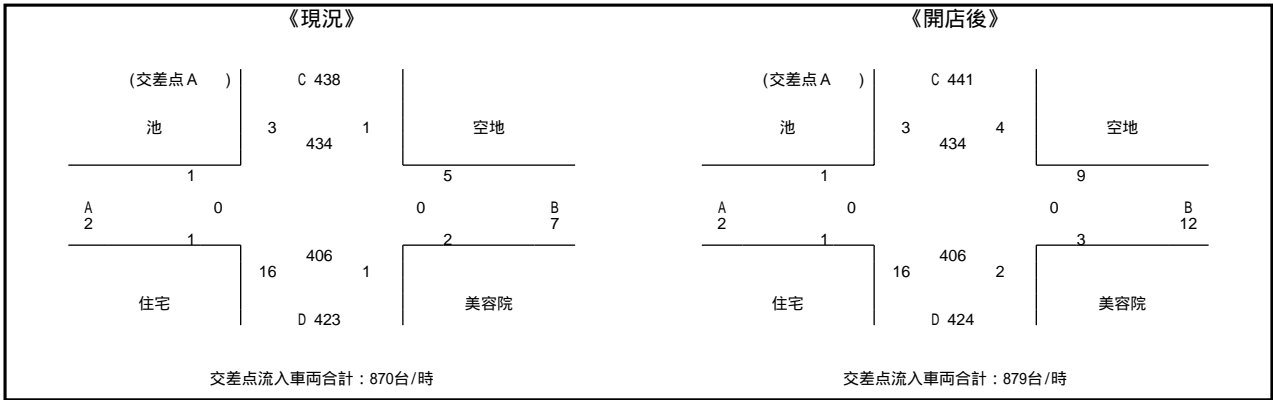 《現況》
(交差点A )
C 438
池
3
1
空地
434
1
5
A
0
0
B
2
7
1
2
406
16
1
住宅
美容院
D 423
交差点流入車両合計：870台/時
《開店後》
(交差点A )
C 441
池
3
4
空地
434
1
9
A
0
0
B
2
12
1
3
406
16
2
住宅
美容院
D 424
交差点流入車両合計：879台/時